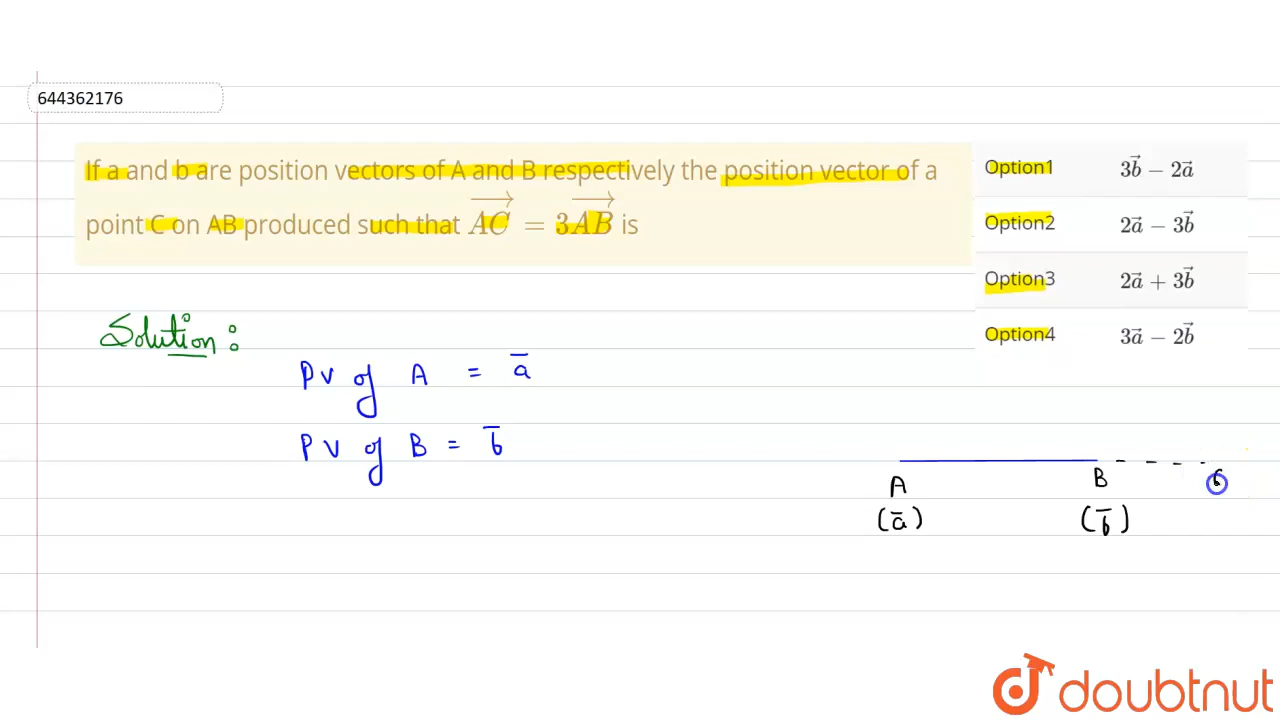 644362176
If a and b are position vectors of A and B respectively the position vector of a
point C on AB produced such that $\overrightarrow{AC} = 3\overrightarrow{AB}$ is
Option1 $3\vec{b} - 2\vec{a}$
Option2 $2\vec{a} - 3\vec{b}$
Option3 $2\vec{a} + 3\vec{b}$
Option4 $3\vec{a} - 2\vec{b}$
Solution:
PV of A = $\bar{a}$
PV of B = $\bar{b}$
A B
($\bar{a}$) ($\bar{b}$)
doubtnut